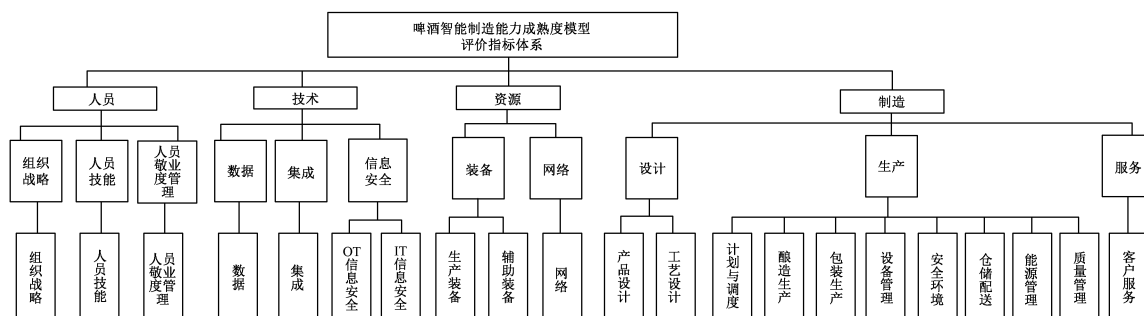 啤酒智能制造能力成熟度模型
评价指标体系
人员
技术
资源
制造
组织
战略
人员
技能
人员
敬业
度管
理
数据
集成
信息
安全
装备
网络
设计
生产
服务
组织战略
人员技能
人员
敬业
度管理
数据
集成
OT
信息安全
IT
信息安全
生产装备
辅助装备
网络
产品设计
工艺设计
计划与调度
酿造生产
包装生产
设备管理
安全环境
仓储配送
能源管理
质量管理
客户服务